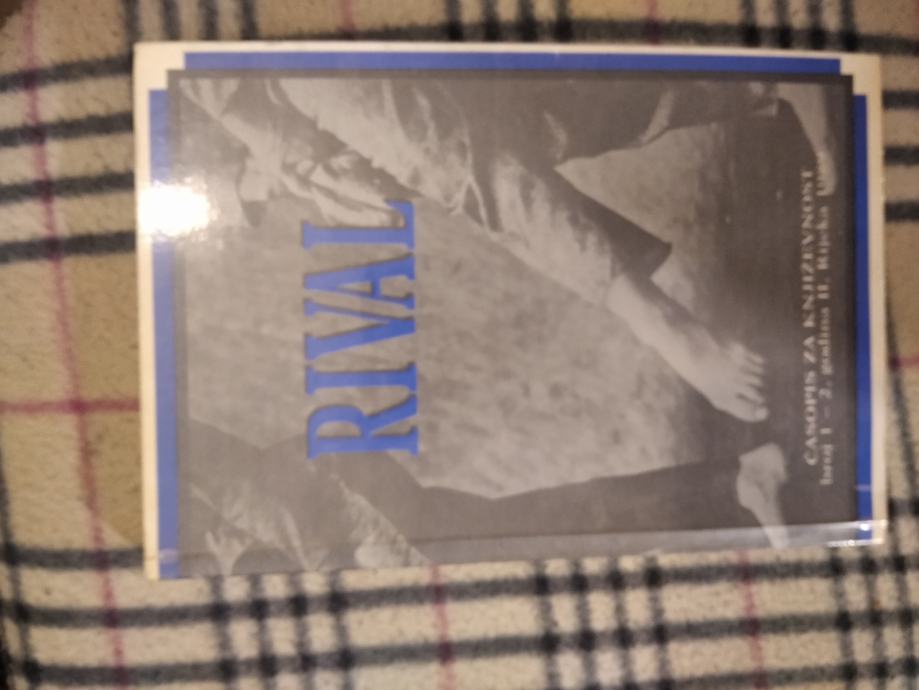 RIVAL
ČASOPIS ZA KNJIŽEVNOST
broj 1 – 2, godina II, Rijeka